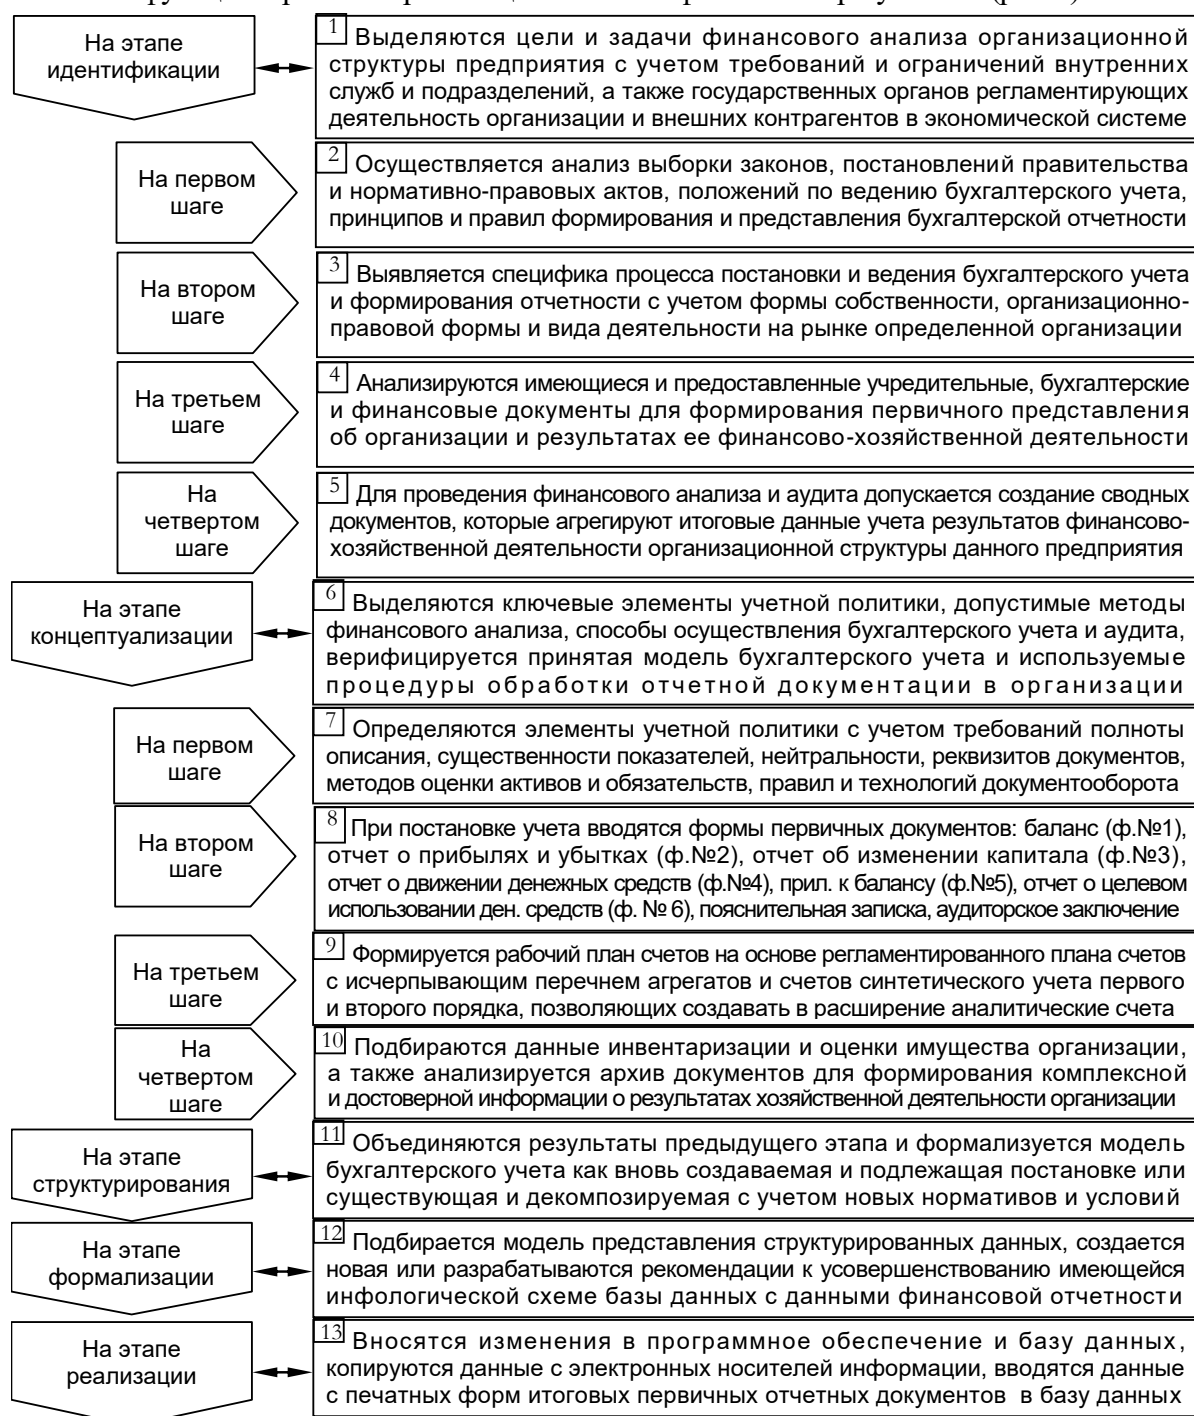 На этапе
идентификации
1 Выделяются цели и задачи финансового анализа организационной
структуры предприятия с учетом требований и ограничений внутренних
служб и подразделений, а также государственных органов регламентирующих
деятельность организации и внешних контрагентов в экономической системе
На первом
шаге
2 Осуществляется анализ выборки законов, постановлений правительства
и нормативно-правовых актов, положений по ведению бухгалтерского учета,
принципов и правил формирования и представления бухгалтерской отчетности
На втором
шаге
3 Выявляется специфика процесса постановки и ведения бухгалтерского учета
и формирования отчетности с учетом формы собственности, организационно-
правовой формы и вида деятельности на рынке определенной организации
На третьем
шаге
4 Анализируются имеющиеся и предоставленные учредительные, бухгалтерские
и финансовые документы для формирования первичного представления
об организации и результатах ее финансово-хозяйственной деятельности
На
четвертом
шаге
5 Для проведения финансового анализа и аудита допускается создание сводных
документов, которые агрегируют итоговые данные учета результатов финансово-
хозяйственной деятельности организационной структуры данного предприятия
На этапе
концептуализации
6 Выделяются ключевые элементы учетной политики, допустимые методы
финансового анализа, способы осуществления бухгалтерского учета и аудита,
верифицируется принятая модель бухгалтерского учета и используемые
процедуры обработки отчетной документации в организации
На первом
шаге
7 Определяются элементы учетной политики с учетом требований полноты
описания, существенности показателей, нейтральности, реквизитов документов,
методов оценки активов и обязательств, правил и технологий документооборота
На втором
шаге
8 При постановке учета вводятся формы первичных документов: баланс (ф.№1),
отчет о прибылях и убытках (ф.№2), отчет об изменении капитала (ф.№3),
отчет о движении денежных средств (ф.№4), прил. к балансу (ф.№5), отчет о целевом
использовании ден. средств (ф. № 6), пояснительная записка, аудиторское заключение
На третьем
шаге
9 Формируется рабочий план счетов на основе регламентированного плана счетов
с исчерпывающим перечнем агрегатов и счетов синтетического учета первого
и второго порядка, позволяющих создавать в расширение аналитические счета
На
четвертом
шаге
10 Подбираются данные инвентаризации и оценки имущества организации,
а также анализируется архив документов для формирования комплексной
и достоверной информации о результатах хозяйственной деятельности организации
На этапе
структурирования
11 Объединяются результаты предыдущего этапа и формализуется модель
бухгалтерского учета как вновь создаваемая и подлежащая постановке или
существующая и декомпозируемая с учетом новых нормативов и условий
На этапе
формализации
12 Подбирается модель представления структурированных данных, создается
новая или разрабатываются рекомендации к усовершенствованию имеющейся
инфологической схеме базы данных с данными финансовой отчетности
На этапе
реализации
13 Вносятся изменения в программное обеспечение и базу данных,
копируются данные с электронных носителей информации, вводятся данные
с печатных форм итоговых первичных отчетных документов в базу данных